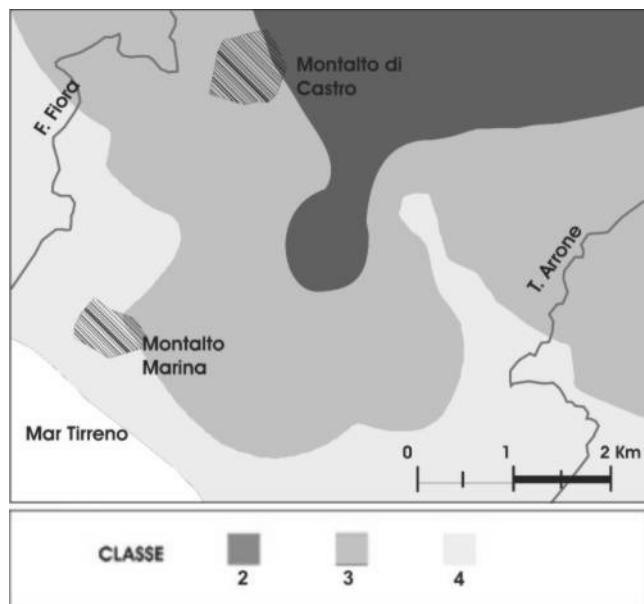 Montalto di
Castro
F. Fiora
T. Arrone
Montalto
Marina
Mar Tirreno
0 1 2 Km
CLASSE
2 3 4